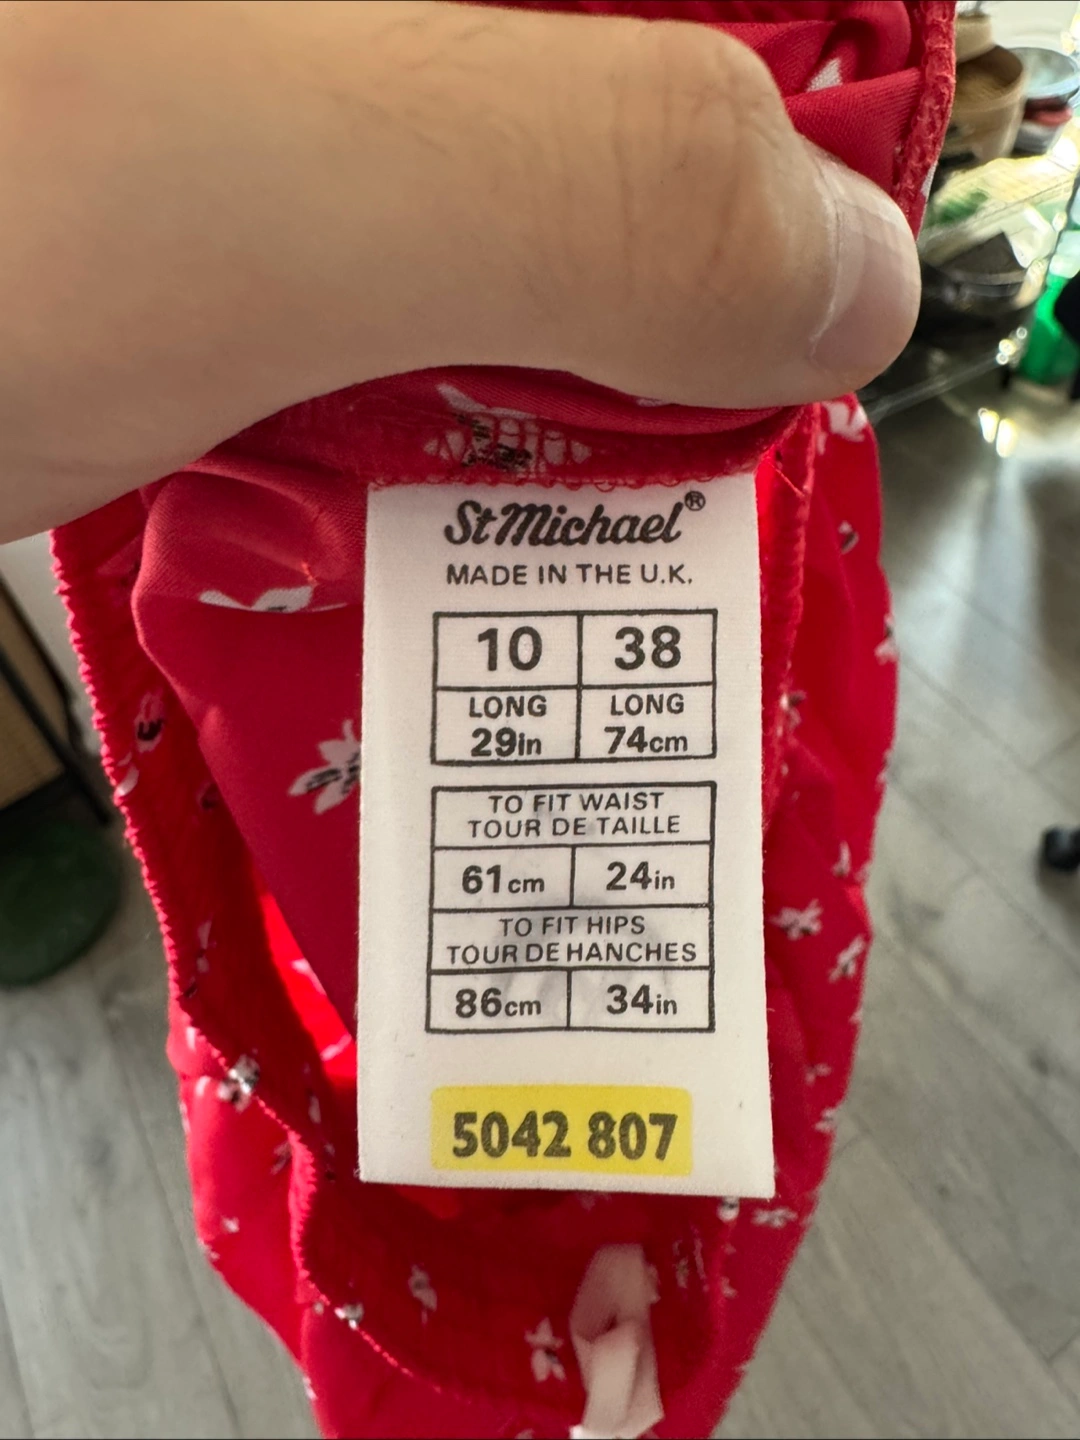 St Michael®
MADE IN THE U.K.
10 38
LONG LONG
29in 74cm
TO FIT WAIST
TOUR DE TAILLE
61cm 24in
TO FIT HIPS
TOUR DE HANCHES
86cm 34in
5042 807